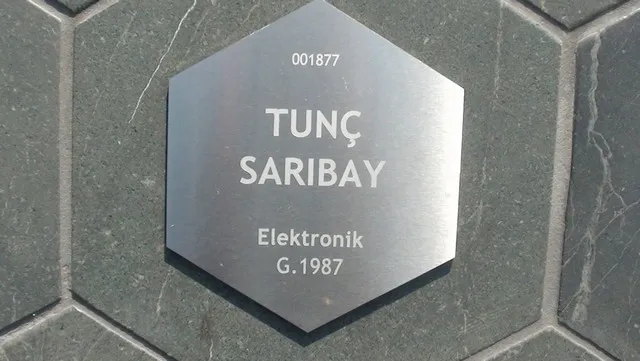 001877
TUNÇ
SARIBAY
Elektronik
G.1987